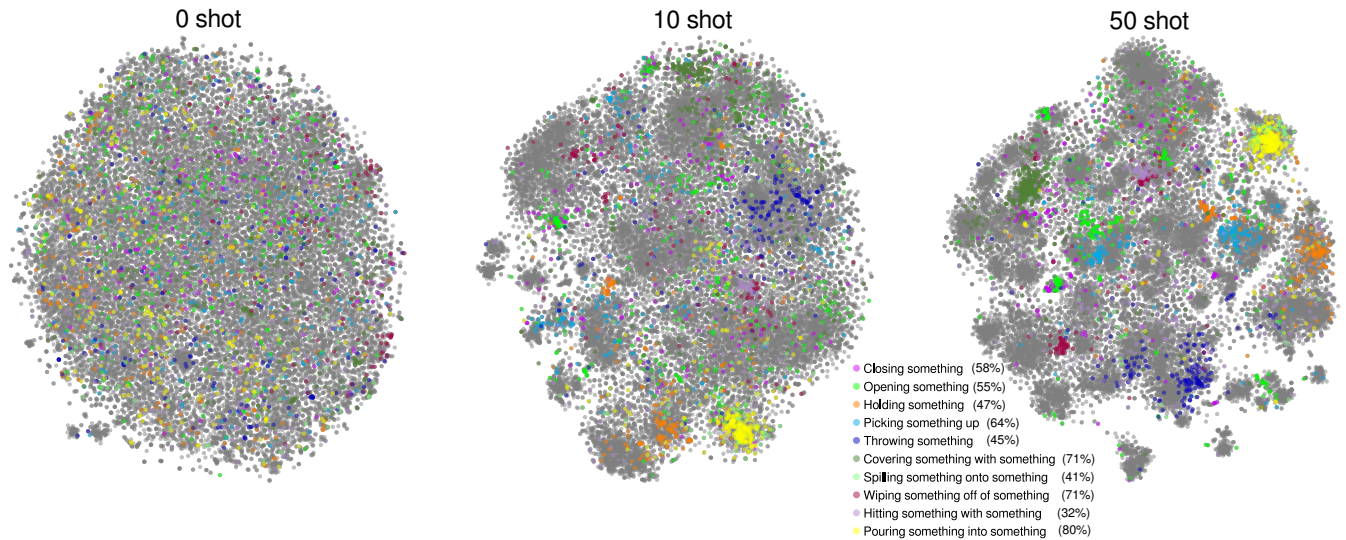 0 shot
10 shot
50 shot
Closing something (58%)
Opening something (55%)
Holding something (47%)
Picking something up (64%)
Throwing something (45%)
Covering something with something (71%)
Spilling something onto something (41%)
Wiping something off of something (71%)
Hitting something with something (32%)
Pouring something into something (80%)